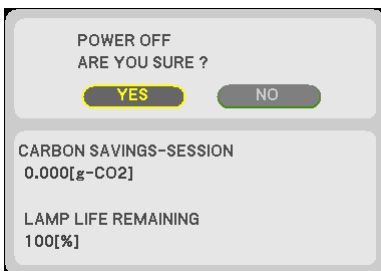 POWER OFF
ARE YOU SURE ?
YES NO
CARBON SAVINGS-SESSION
0.000[g-CO2]
LAMP LIFE REMAINING
100[%]